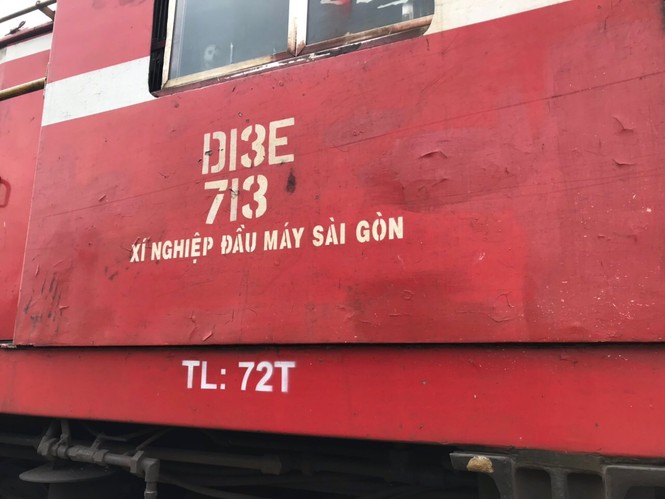 D13E
713
XÍ NGHIỆP ĐẦU MÁY SÀI GÒN
TL: 72T